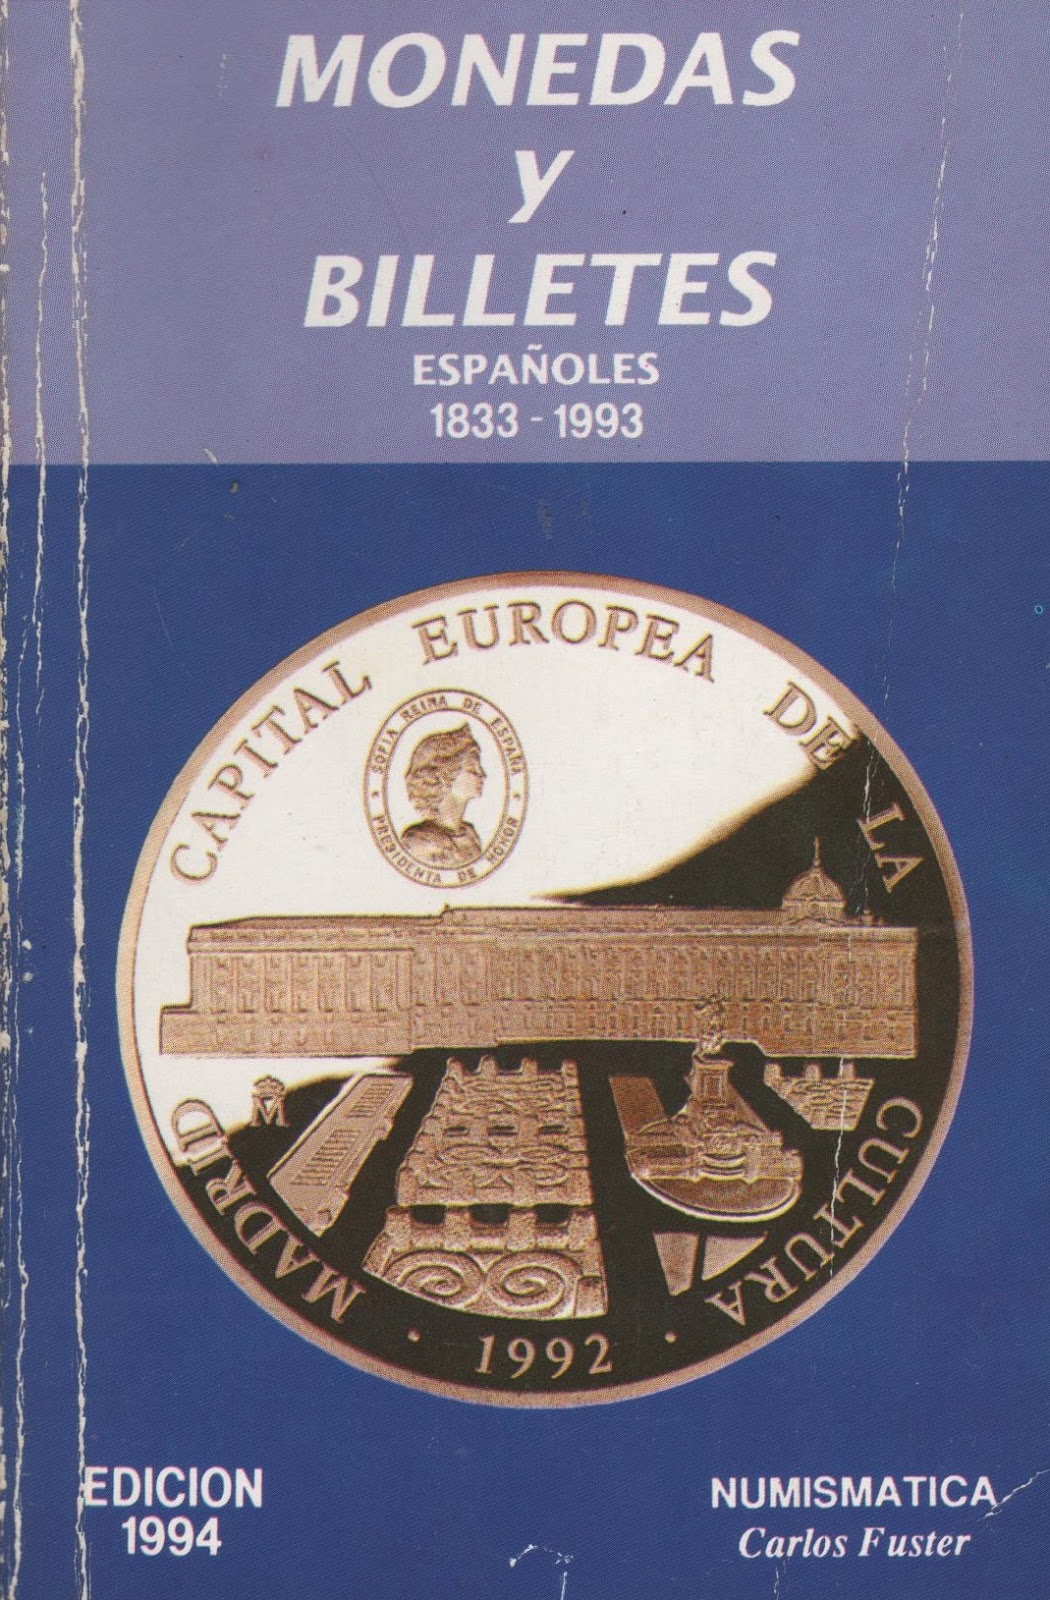 MONEDAS
y
BILLETES
ESPAÑOLES
1833 - 1993
CAPITAL EUROPEA DE LA CULTURA
SOFIA REINA DE ESPAÑA
PRESIDENTA DE HONOR
M
MADRID
· 1992 ·
EDICION
1994
NUMISMATICA
Carlos Fuster